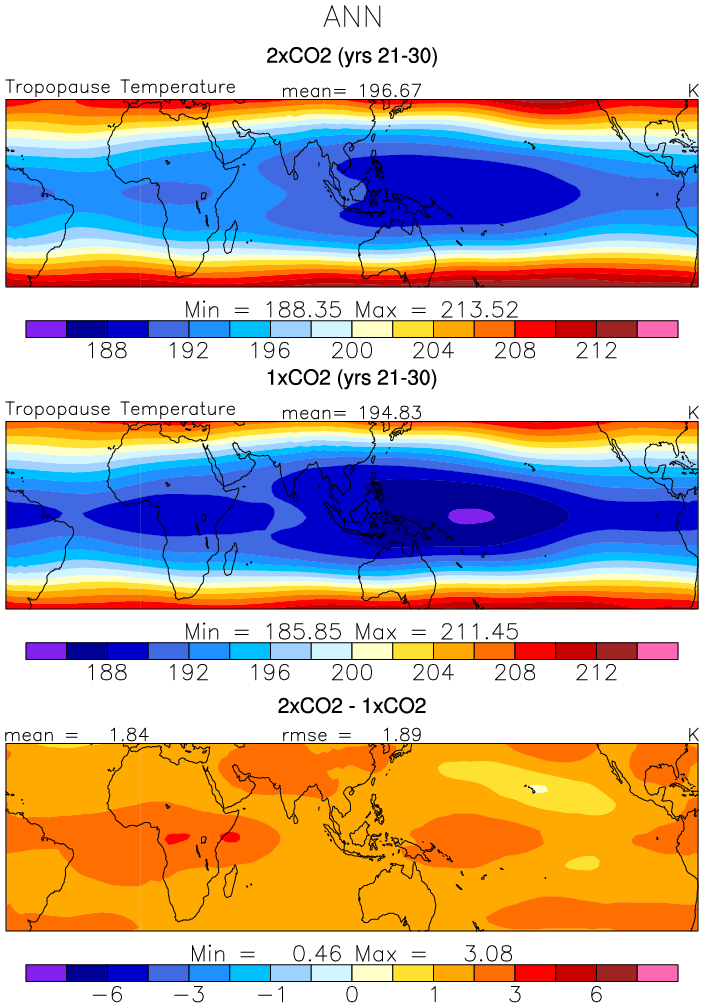 ANN
2xCO2 (yrs 21-30)
Tropopause Temperature mean= 196.67 K
Min = 188.35 Max = 213.52
188 192 196 200 204 208 212
1xCO2 (yrs 21-30)
Tropopause Temperature mean= 194.83 K
Min = 185.85 Max = 211.45
188 192 196 200 204 208 212
2xCO2 - 1xCO2
mean = 1.84 rmse = 1.89 K
Min = 0.46 Max = 3.08
−6 −3 −1 0 1 3 6